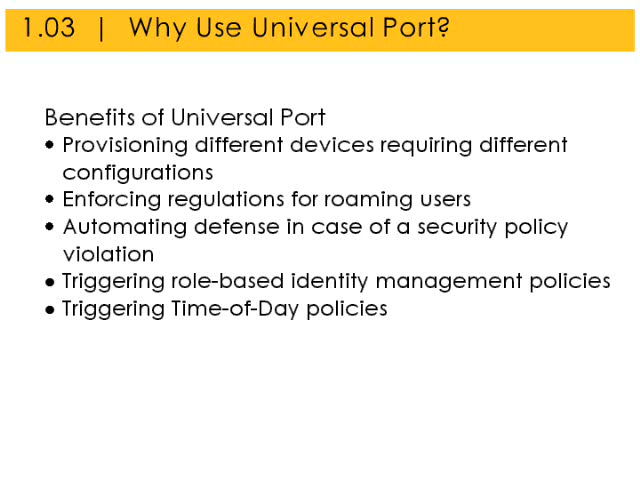 1.03 | Why Use Universal Port?
Benefits of Universal Port
• Provisioning different devices requiring different
configurations
• Enforcing regulations for roaming users
• Automating defense in case of a security policy
violation
• Triggering role-based identity management policies
• Triggering Time-of-Day policies